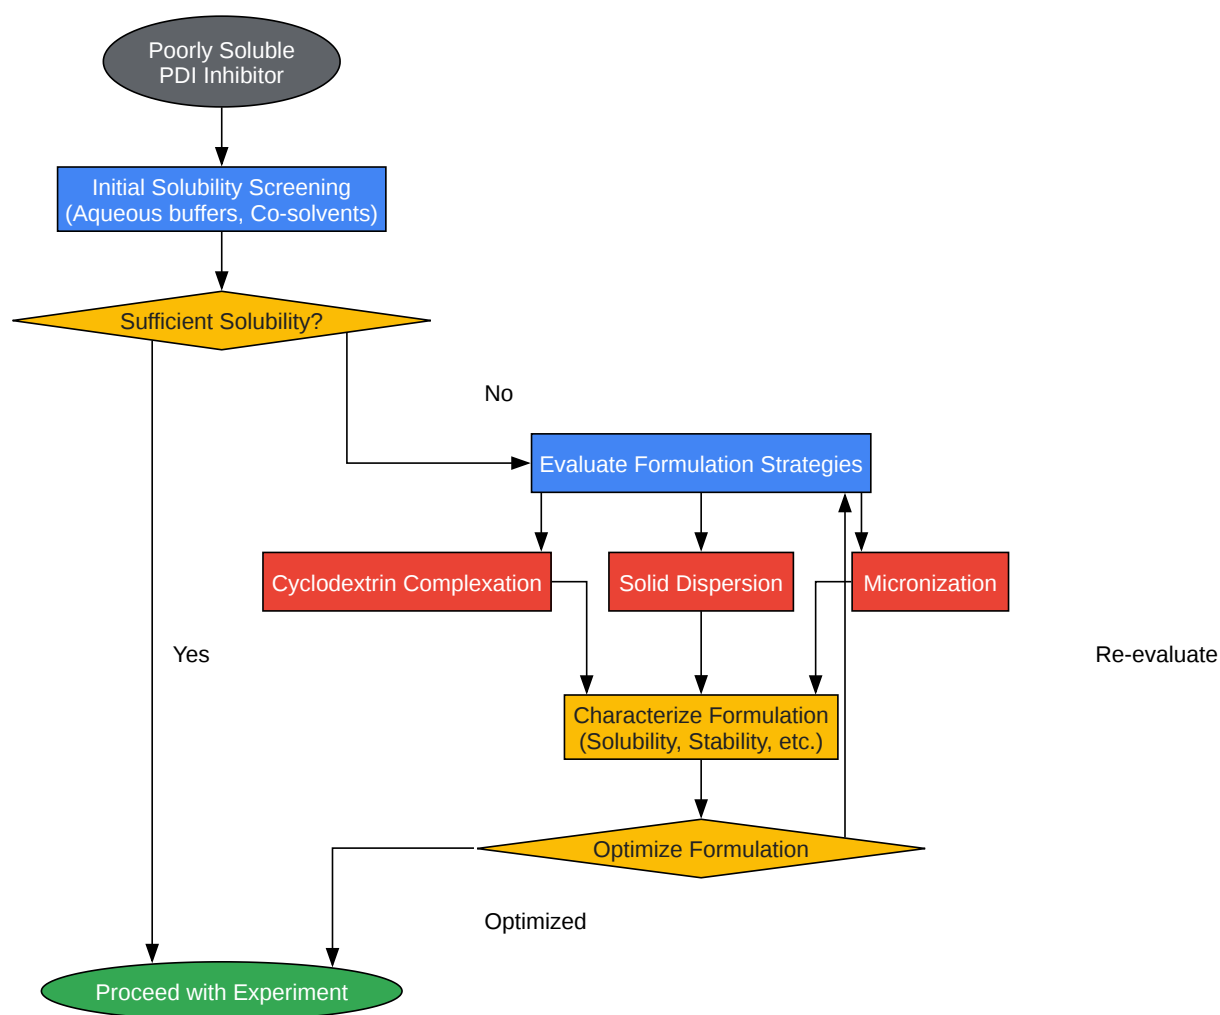 Poorly Soluble
PDI Inhibitor
Initial Solubility Screening
(Aqueous buffers, Co-solvents)
Sufficient Solubility?
No
Evaluate Formulation Strategies
Cyclodextrin Complexation
Solid Dispersion
Micronization
Yes
Re-evaluate
Characterize Formulation
(Solubility, Stability, etc.)
Optimize Formulation
Optimized
Proceed with Experiment